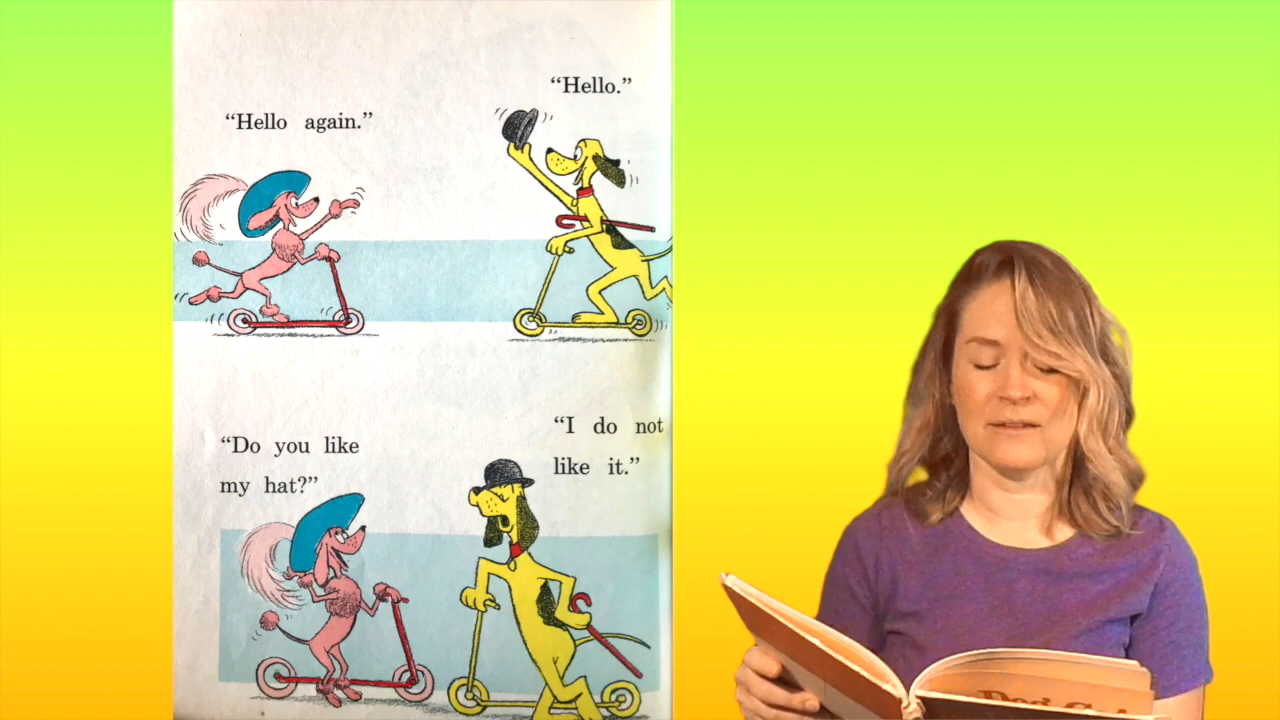 “Hello again.”
“Hello.”
“Do you like
my hat?”
“I do not
like it.”